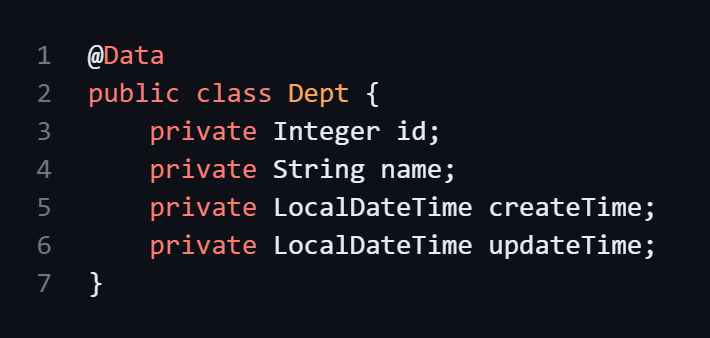 1 @Data
2 public class Dept {
3     private Integer id;
4     private String name;
5     private LocalDateTime createTime;
6     private LocalDateTime updateTime;
7 }